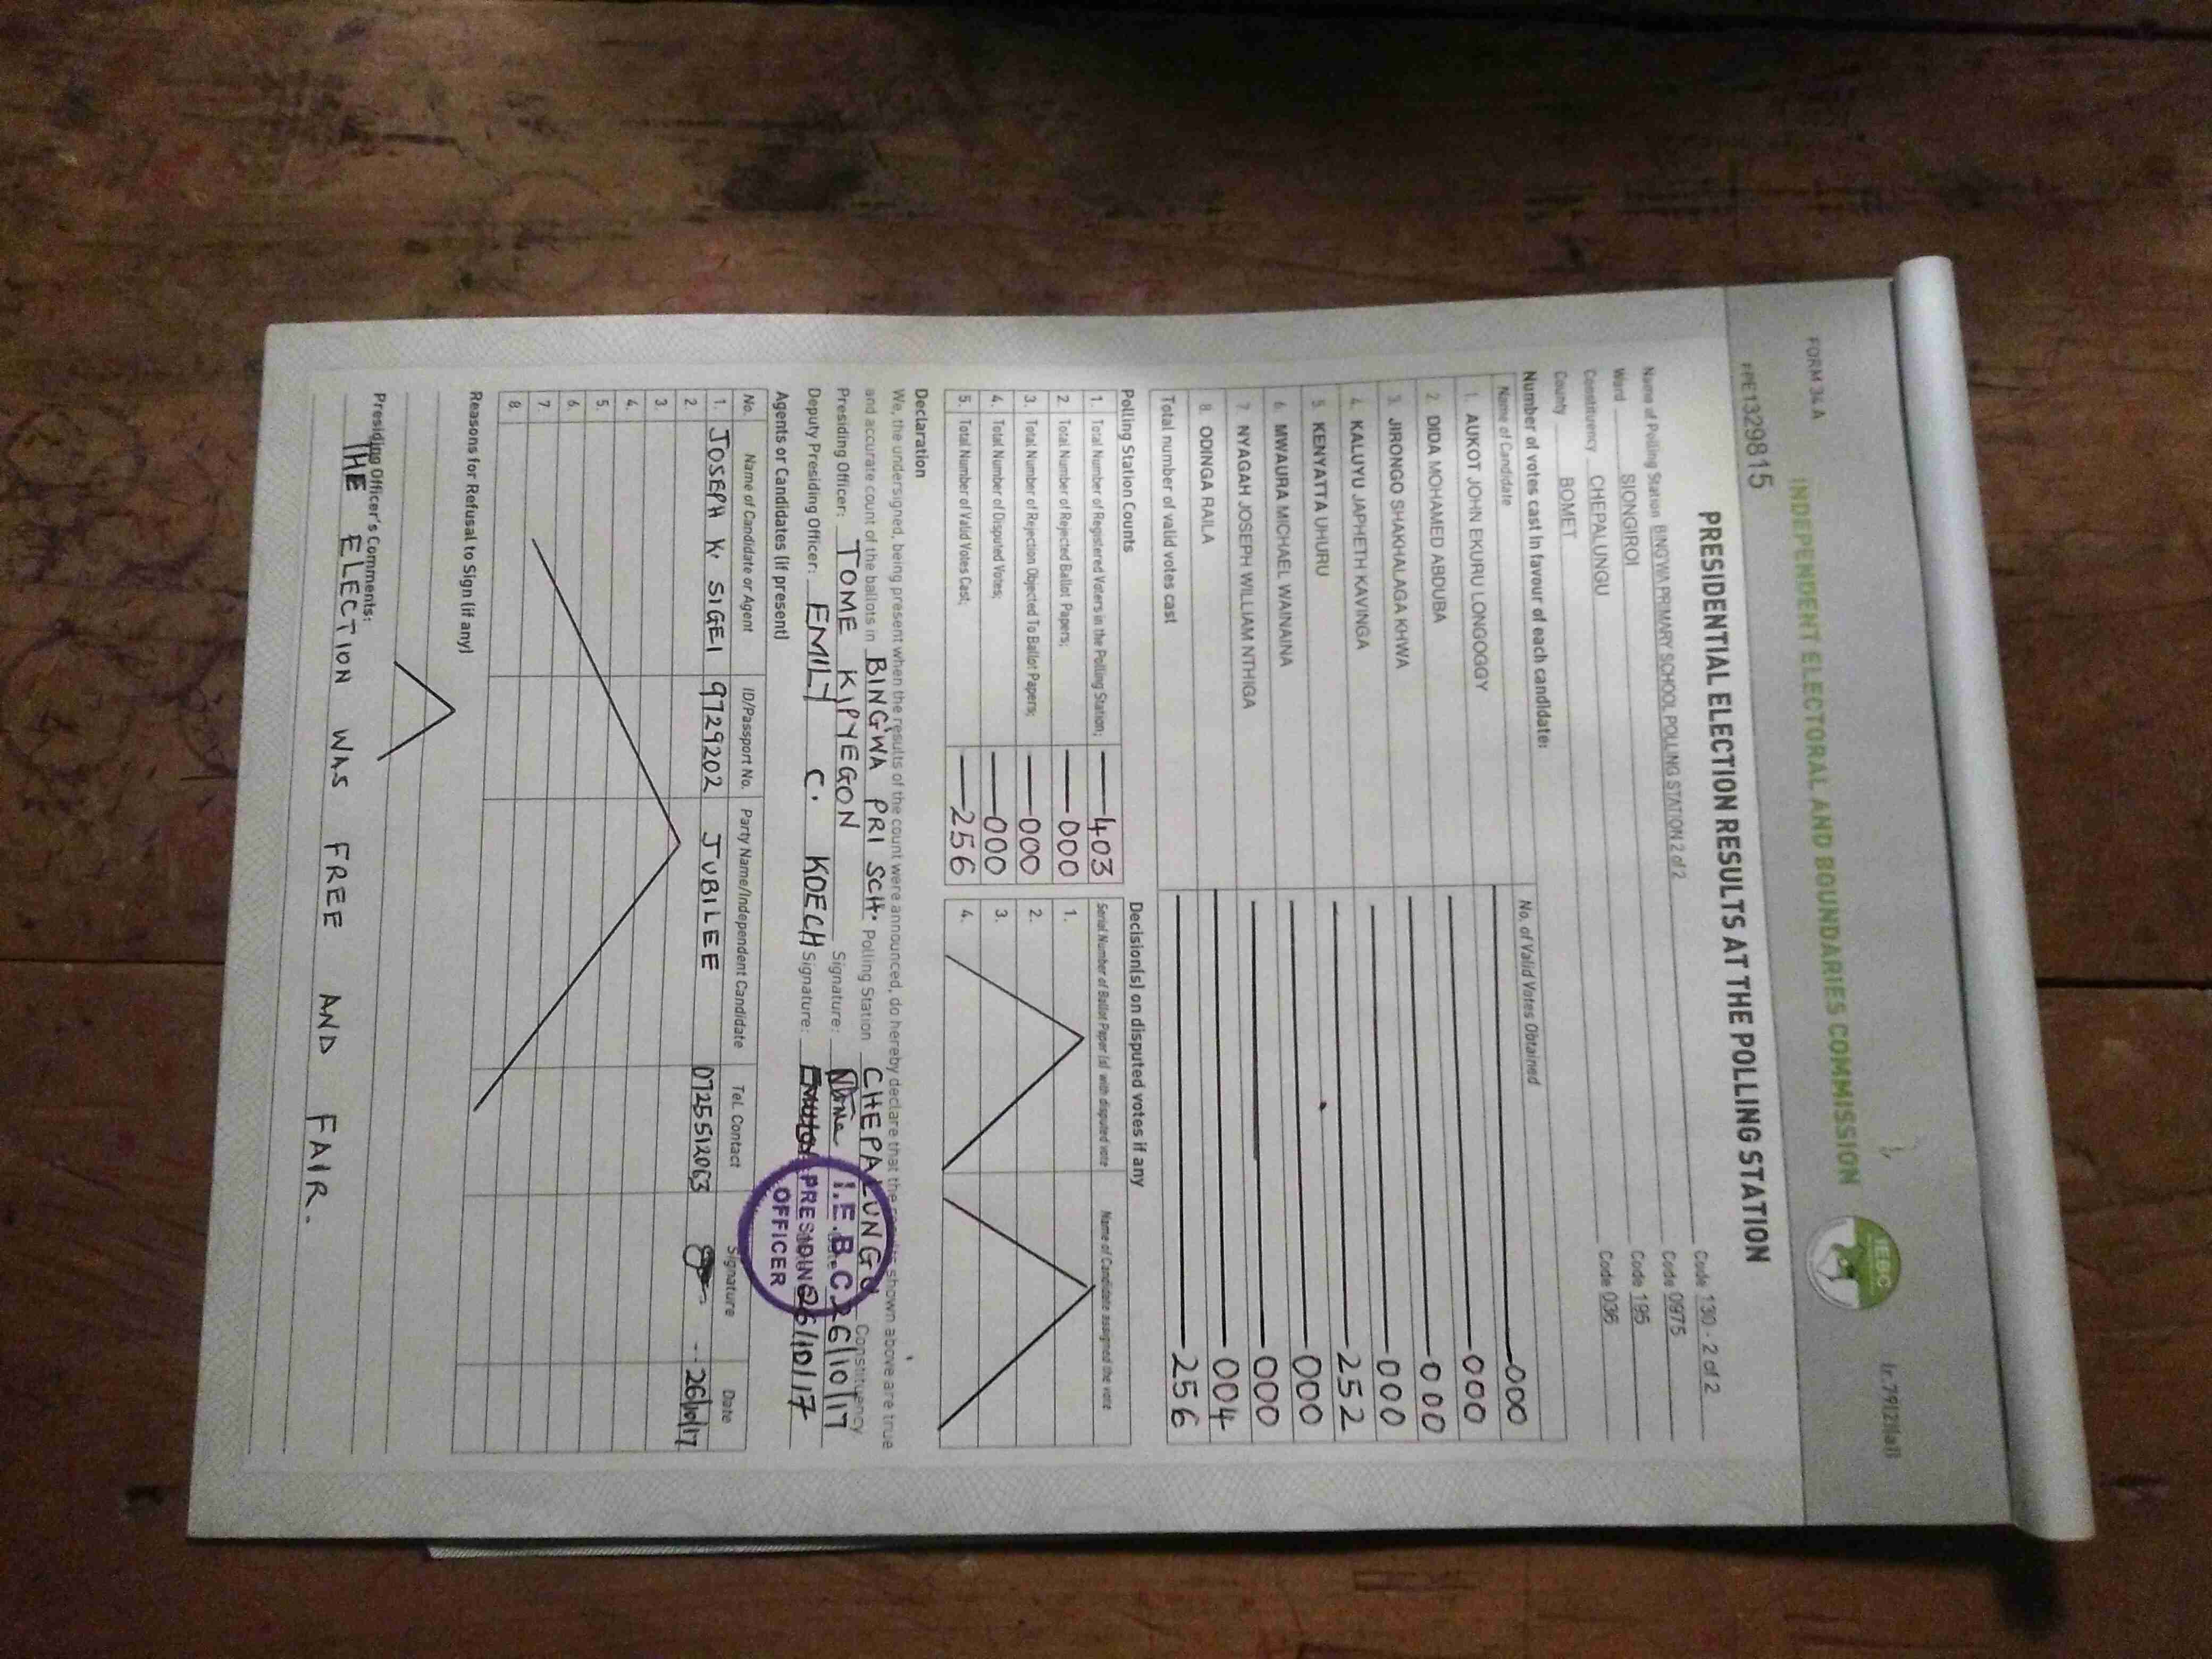 FORM 34A
Lr.7912(Iall)
INDEPENDENT ELECTORAL AND BOUNDARIES COMMISSION
IEBC
PE1329815
PRESIDENTIAL ELECTION RESULTS AT THE POLLING STATION
Name of Polling Station BINGWA PRIMARY SCHOOL POLLING STATION 2 of 2 Code 130 - 2 of 2
Ward SIONGIROI Code 0975
Constituency CHEPALUNGU Code 195
County BOMET Code 036
Number of votes cast in favour of each candidate:
Name of Candidate No. of Valid Votes Obtained
1. AUKOT JOHN EKURU LONGOGGY 000
2. DIDA MOHAMED ABDUBA 000
3. JIRONGO SHAKHALAGA KHWA 000
4. KALUYU JAPHETH KAVINGA 000
5. KENYATTA UHURU 252
6. MWAURA MICHAEL WAINAINA 000
7. NYAGAH JOSEPH WILLIAM NTHIGA 000
8. ODINGA RAILA 004
Total number of valid votes cast 256
Polling Station Counts
1. Total Number of Registered Voters in the Polling Station; 403
2. Total Number of Rejected Ballot Papers; 000
3. Total Number of Rejection Objected To Ballot Papers; 000
4. Total Number of Disputed Votes; 000
5. Total Number of Valid Votes Cast; 256
Decision(s) on disputed votes if any
Serial Number of Ballot Paper (s) with disputed vote Name of Candidate assigned the vote
1.
2.
3.
4.
Declaration
We, the undersigned, being present when the results of the count were announced, do hereby declare that the results shown above are true
and accurate count of the ballots in BINGWA PRI SCH. Polling Station CHEPALUNGU Constituency
Presiding Officer: TOME KIPYEGON Signature: 26/10/17
Deputy Presiding Officer: EMILY C. KOECH Signature: 26/10/17
I.E.B.C.
PRESIDING
OFFICER
Agents or Candidates (if present)
No. Name of Candidate or Agent ID/Passport No. Party Name/Independent Candidate Tel. Contact Signature Date
1. JOSEPH K. SIGEI 9729202 JUBILEE 0725512063 26/10/17
2.
3.
4.
5.
6.
7.
8.
Reasons for Refusal to Sign (if any)
Presiding Officer's Comments:
THE ELECTION WAS FREE AND FAIR.